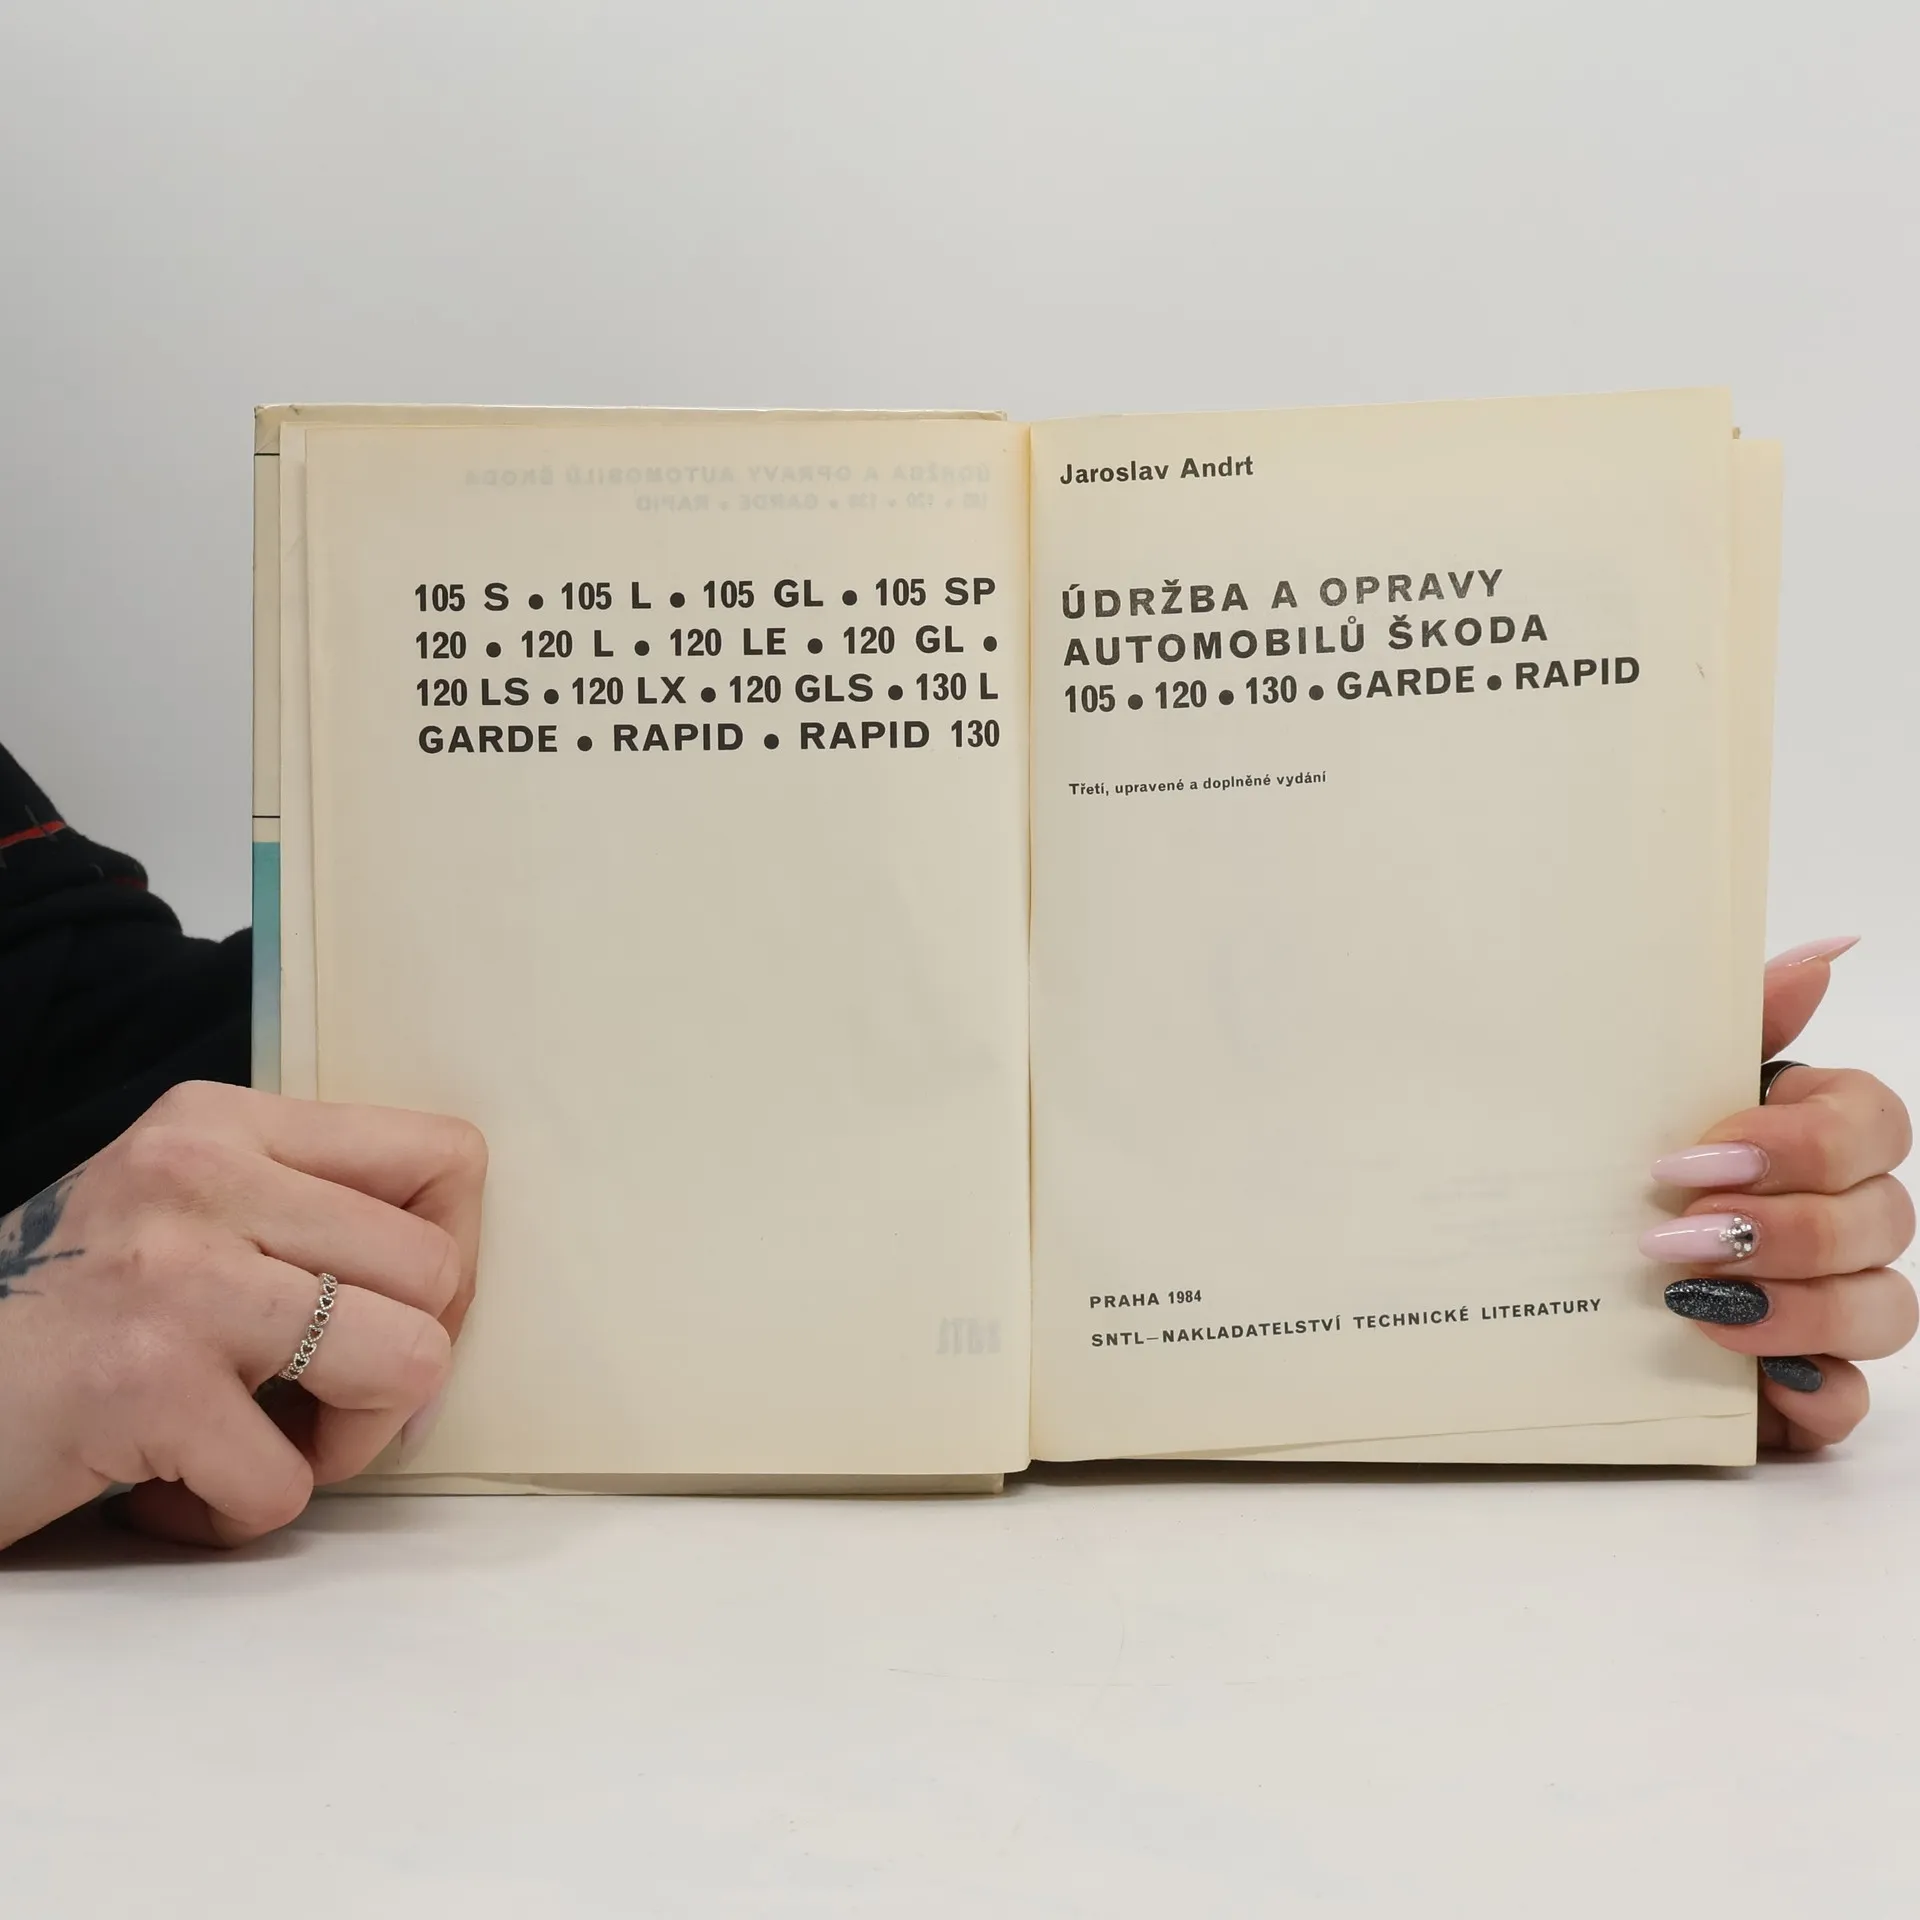 105 S ● 105 L ● 105 GL ● 105 SP
120 ● 120 L ● 120 LE ● 120 GL ●
120 LS ● 120 LX ● 120 GLS ● 130 L
GARDE ● RAPID ● RAPID 130
Jaroslav Andrt
ÚDRŽBA A OPRAVY
AUTOMOBILŮ ŠKODA
105 ● 120 ● 130 ● GARDE ● RAPID
Třetí, upravené a doplněné vydání
PRAHA 1984
SNTL–NAKLADATELSTVÍ TECHNICKÉ LITERATURY